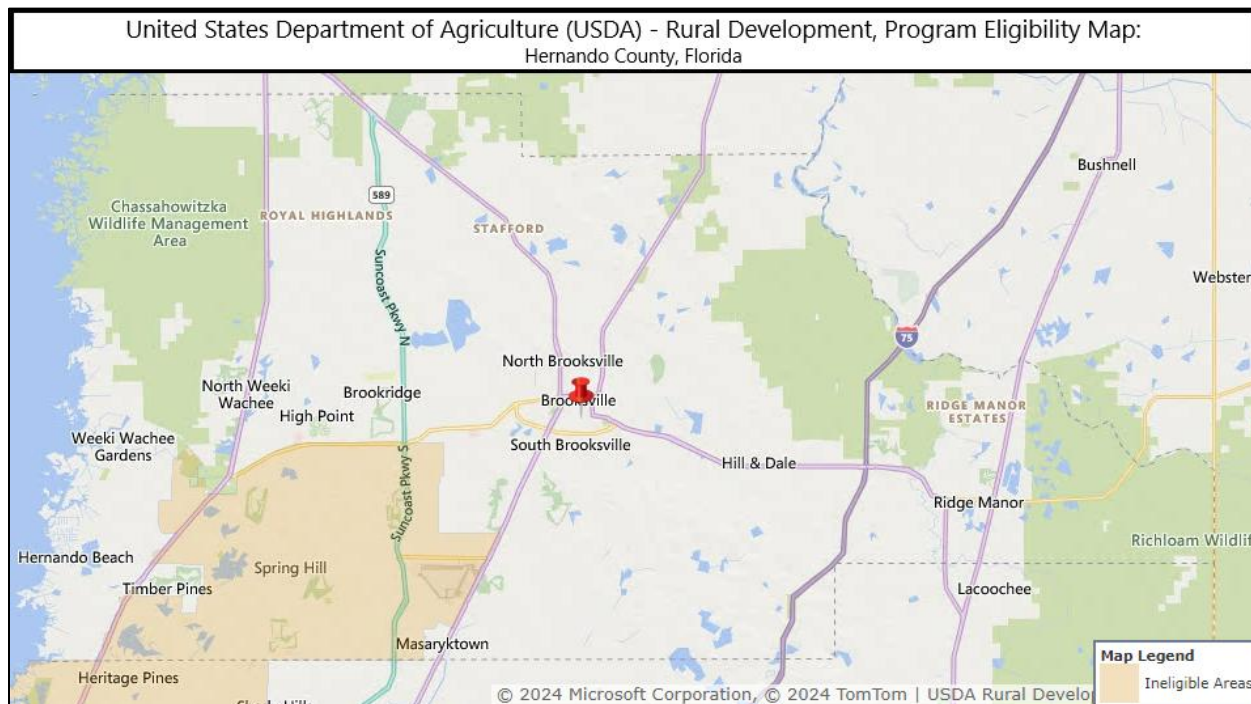 United States Department of Agriculture (USDA) - Rural Development, Program Eligibility Map:
Hernando County, Florida
Bushnell
589
Chassahowitzka
Wildlife Management
Area
ROYAL HIGHLANDS
STAFFORD
Suncoast Pkwy N
Webster
75
North Brooksville
North Weeki
Wachee
Brookridge
Brooksville
High Point
RIDGE MANOR
ESTATES
Weeki Wachee
Gardens
South Brooksville
Suncoast Pkwy S
Hill & Dale
Ridge Manor
Hernando Beach
Spring Hill
Richloam Wildlif
Timber Pines
Lacoochee
Masaryktown
Heritage Pines
Map Legend
Ineligible Areas
© 2024 Microsoft Corporation, © 2024 TomTom | USDA Rural Develop